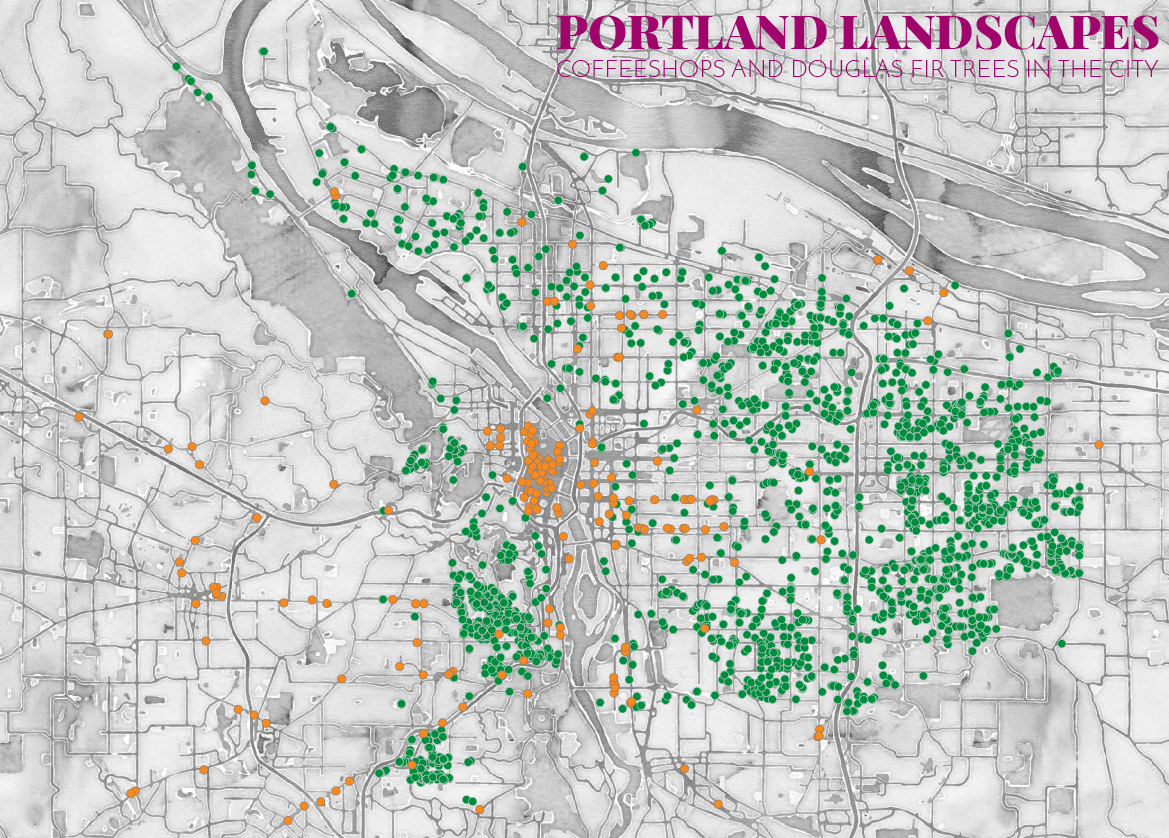 PORTLAND LANDSCAPES
COFFEESHOPS AND DOUGLAS FIR TREES IN THE CITY